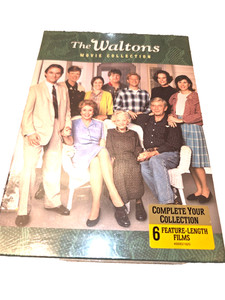 The Waltons
MOVIE COLLECTION
COMPLETE YOUR
COLLECTION
6 FEATURE-LENGTH
FILMS